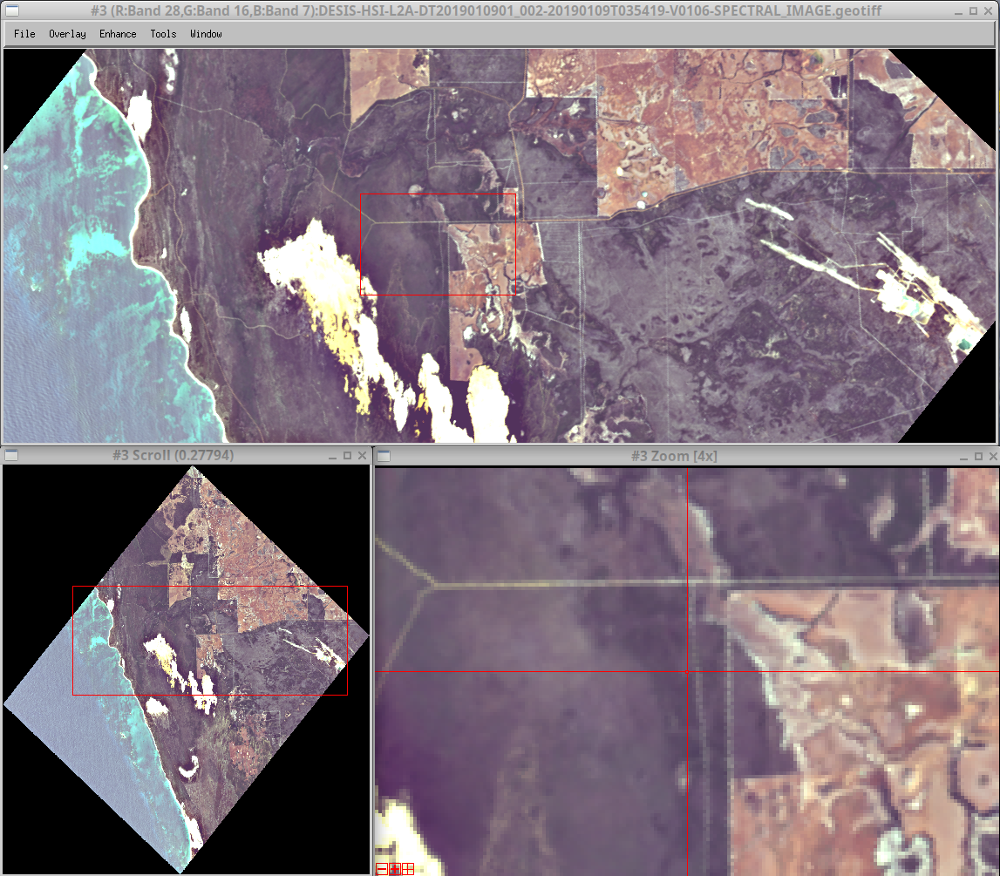 #3 (R:Band 28,G:Band 16,B:Band 7):DESIS-HSI-L2A-DT2019010901_002-20190109T035419-V0106-SPECTRAL_IMAGE.geotiff
File Overlay Enhance Tools Window
#3 Scroll (0.27794)
#3 Zoom [4x]